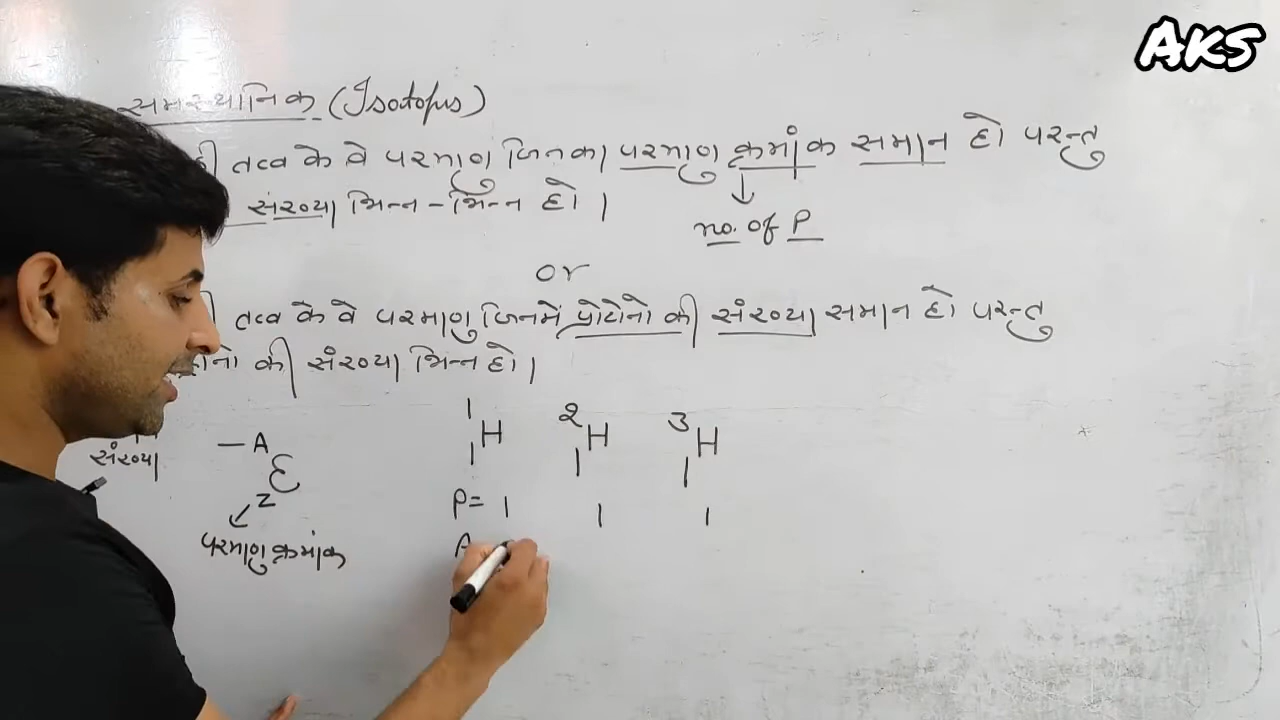 AKS
समस्थानिक (Isotopes)
तत्व के वे परमाणु जिनका परमाणु क्रमांक समान हो परन्तु
संख्या भिन्न-भिन्न हो।
no. of P
or
तत्व के वे परमाणु जिनमें प्रोटोनो की संख्या समान हो परन्तु
की संख्या भिन्न हो।
1 H 1 2 H 1 3 H 1
संख्या - A E Z
P= 1 1 1
परमाणु क्रमांक
A